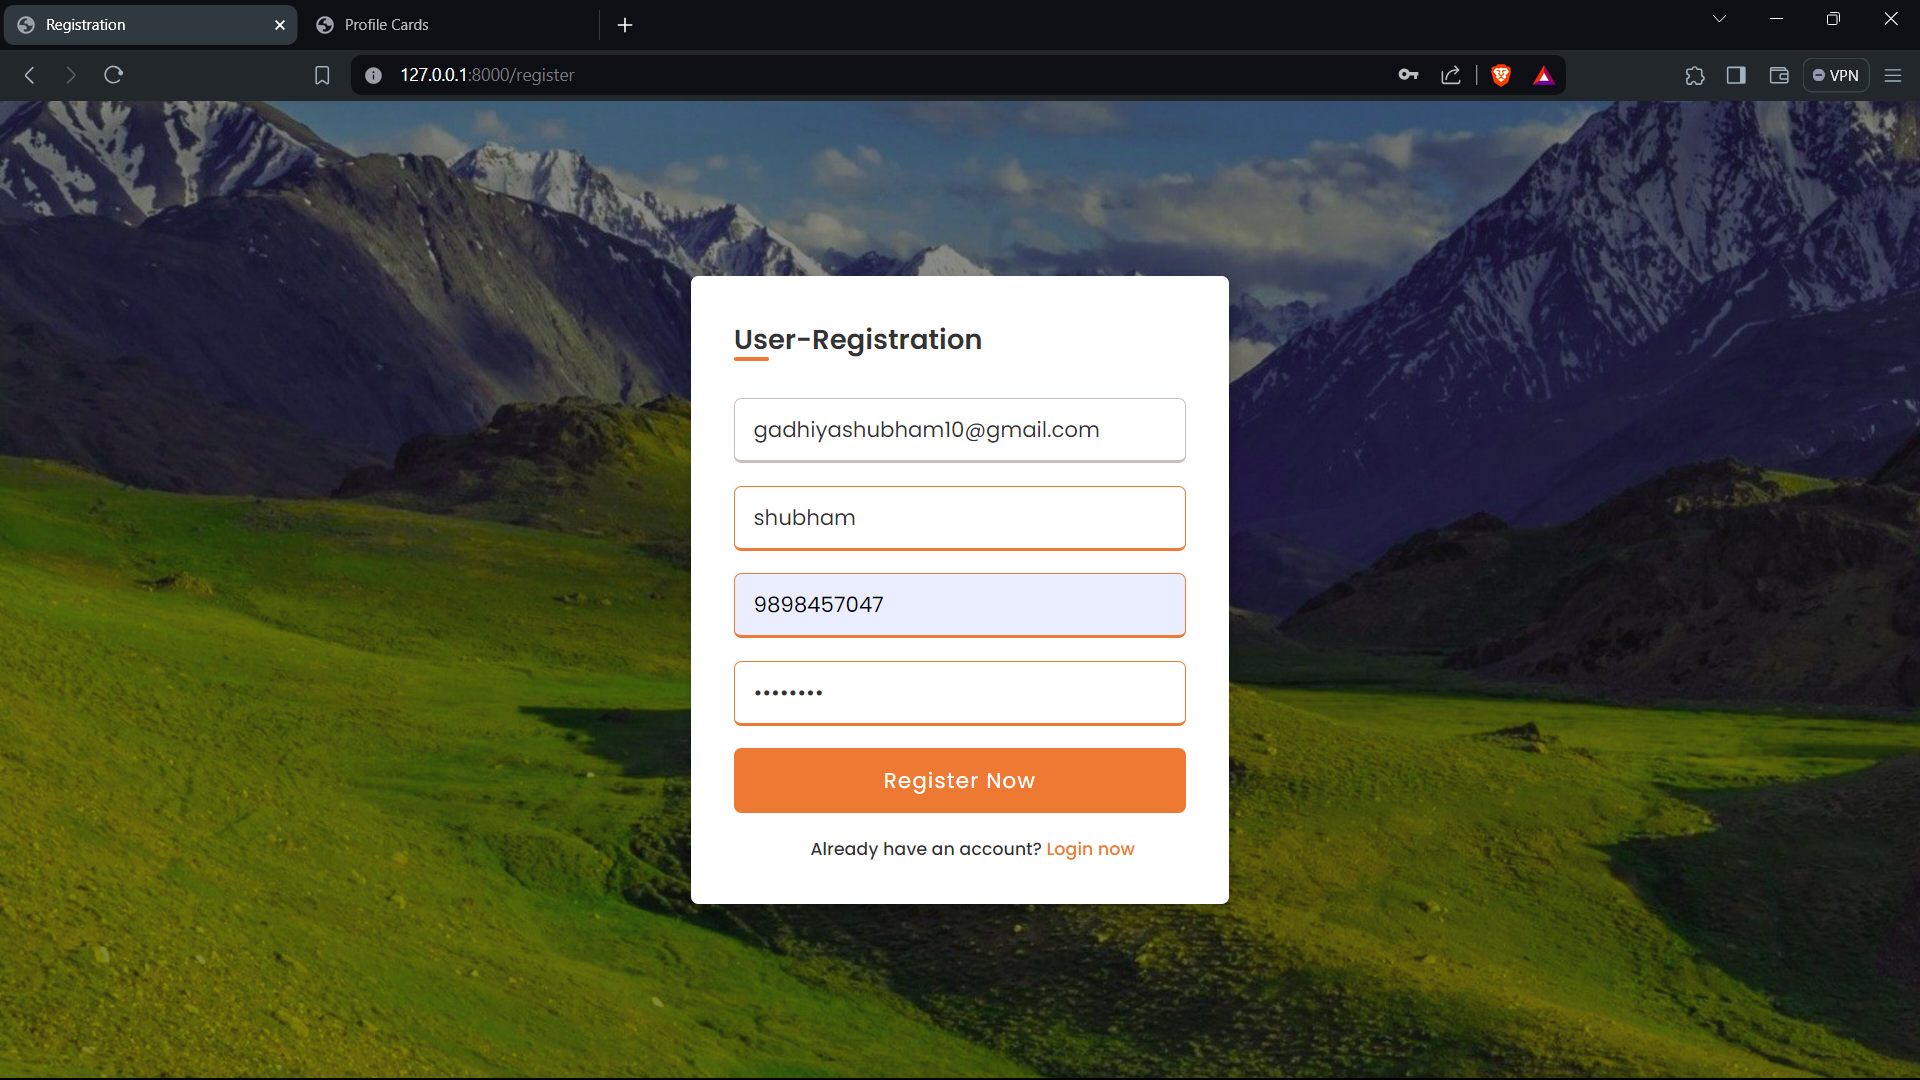 Registration
Profile Cards
127.0.0.1:8000/register
VPN
User-Registration
gadhiyashubham10@gmail.com
shubham
9898457047
••••••••
Register Now
Already have an account? Login now